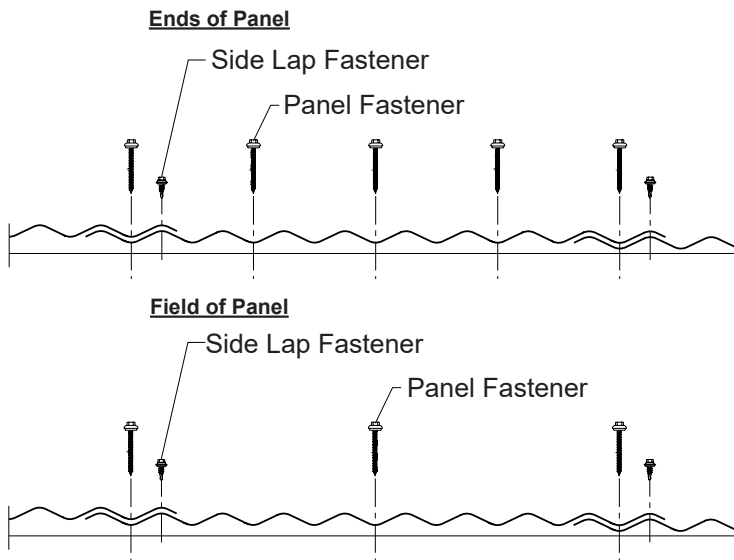 Ends of Panel
Side Lap Fastener
Panel Fastener
Field of Panel
Side Lap Fastener
Panel Fastener